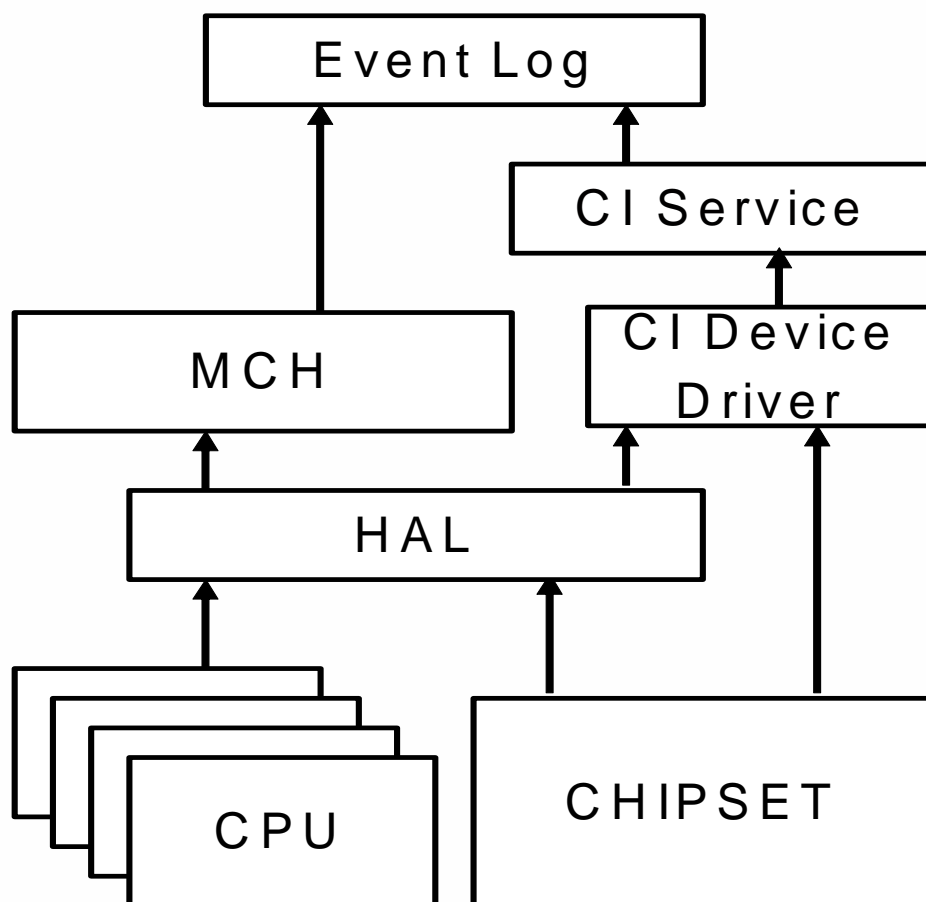 Event Log
CI Service
CI Device
Driver
MCH
HAL
CPU
CHIPSET